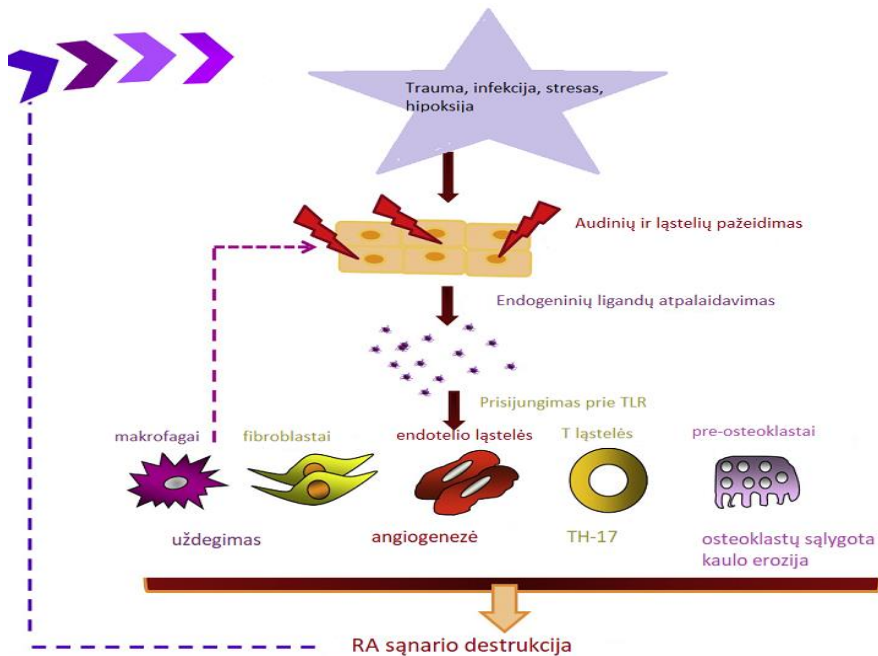 Trauma, infekcija, stresas,
hipoksija
Audinių ir ląstelių pažeidimas
Endogeninių ligandų atpalaidavimas
Prisijungimas prie TLR
makrofagai
fibroblastai
endotelio ląstelės
T ląstelės
pre-osteoklastai
uždegimas
angiogenezė
TH-17
osteoklastų sąlygota
kaulo erozija
RA sąnario destrukcija